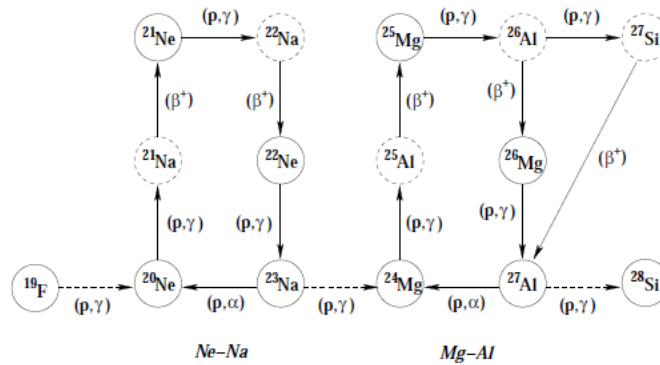 ²¹Ne (p,γ) ²²Na ²⁵Mg (p,γ) ²⁶Al (p,γ) ²⁷Si
(β⁺) (β⁺) (β⁺) (β⁺) (β⁺)
²¹Na ²²Ne ²⁵Al ²⁶Mg
(p,γ) (p,γ) (p,γ) (p,γ)
¹⁹F (p,γ) ²⁰Ne (p,α) ²³Na (p,γ) ²⁴Mg (p,α) ²⁷Al (p,γ) ²⁸Si
Ne–Na Mg–Al